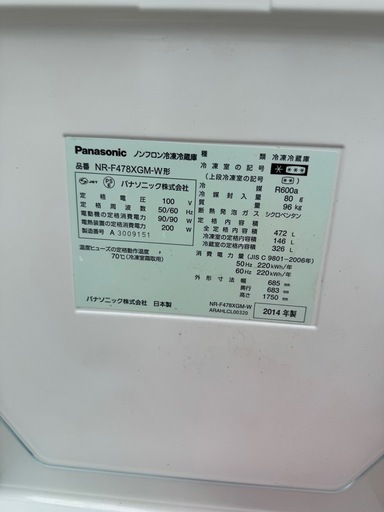 Panasonic ノンフロン冷凍冷蔵庫
品番 NR-F478XGM-W形
JET PSE パナソニック株式会社
定格電圧 100 V
定格周波数 50/60 Hz
電動機の定格消費電力 90/90 W
電熱装置の定格消費電力 200 W
製造番号 A 3009151
温度ヒューズの定格動作温度
70℃(冷凍室霜取用)
パナソニック株式会社 日本製
種類 冷凍冷蔵庫
冷凍室の記号
(上段冷凍室の記号)
冷媒 R600a
冷媒封入量 80 g
質量 96 kg
断熱発泡ガス シクロペンタン
全定格内容積 472 L
冷凍室の定格内容積 146 L
冷蔵室の定格内容積 326 L
消費電力量 (JIS C 9801-2006年)
50Hz 220 kWh/年
60Hz 220 kWh/年
外形寸法 幅 685 mm
奥行 683 mm
高さ 1750 mm
NR-F478XGM-W
ARAHLCL00320
2014 年製